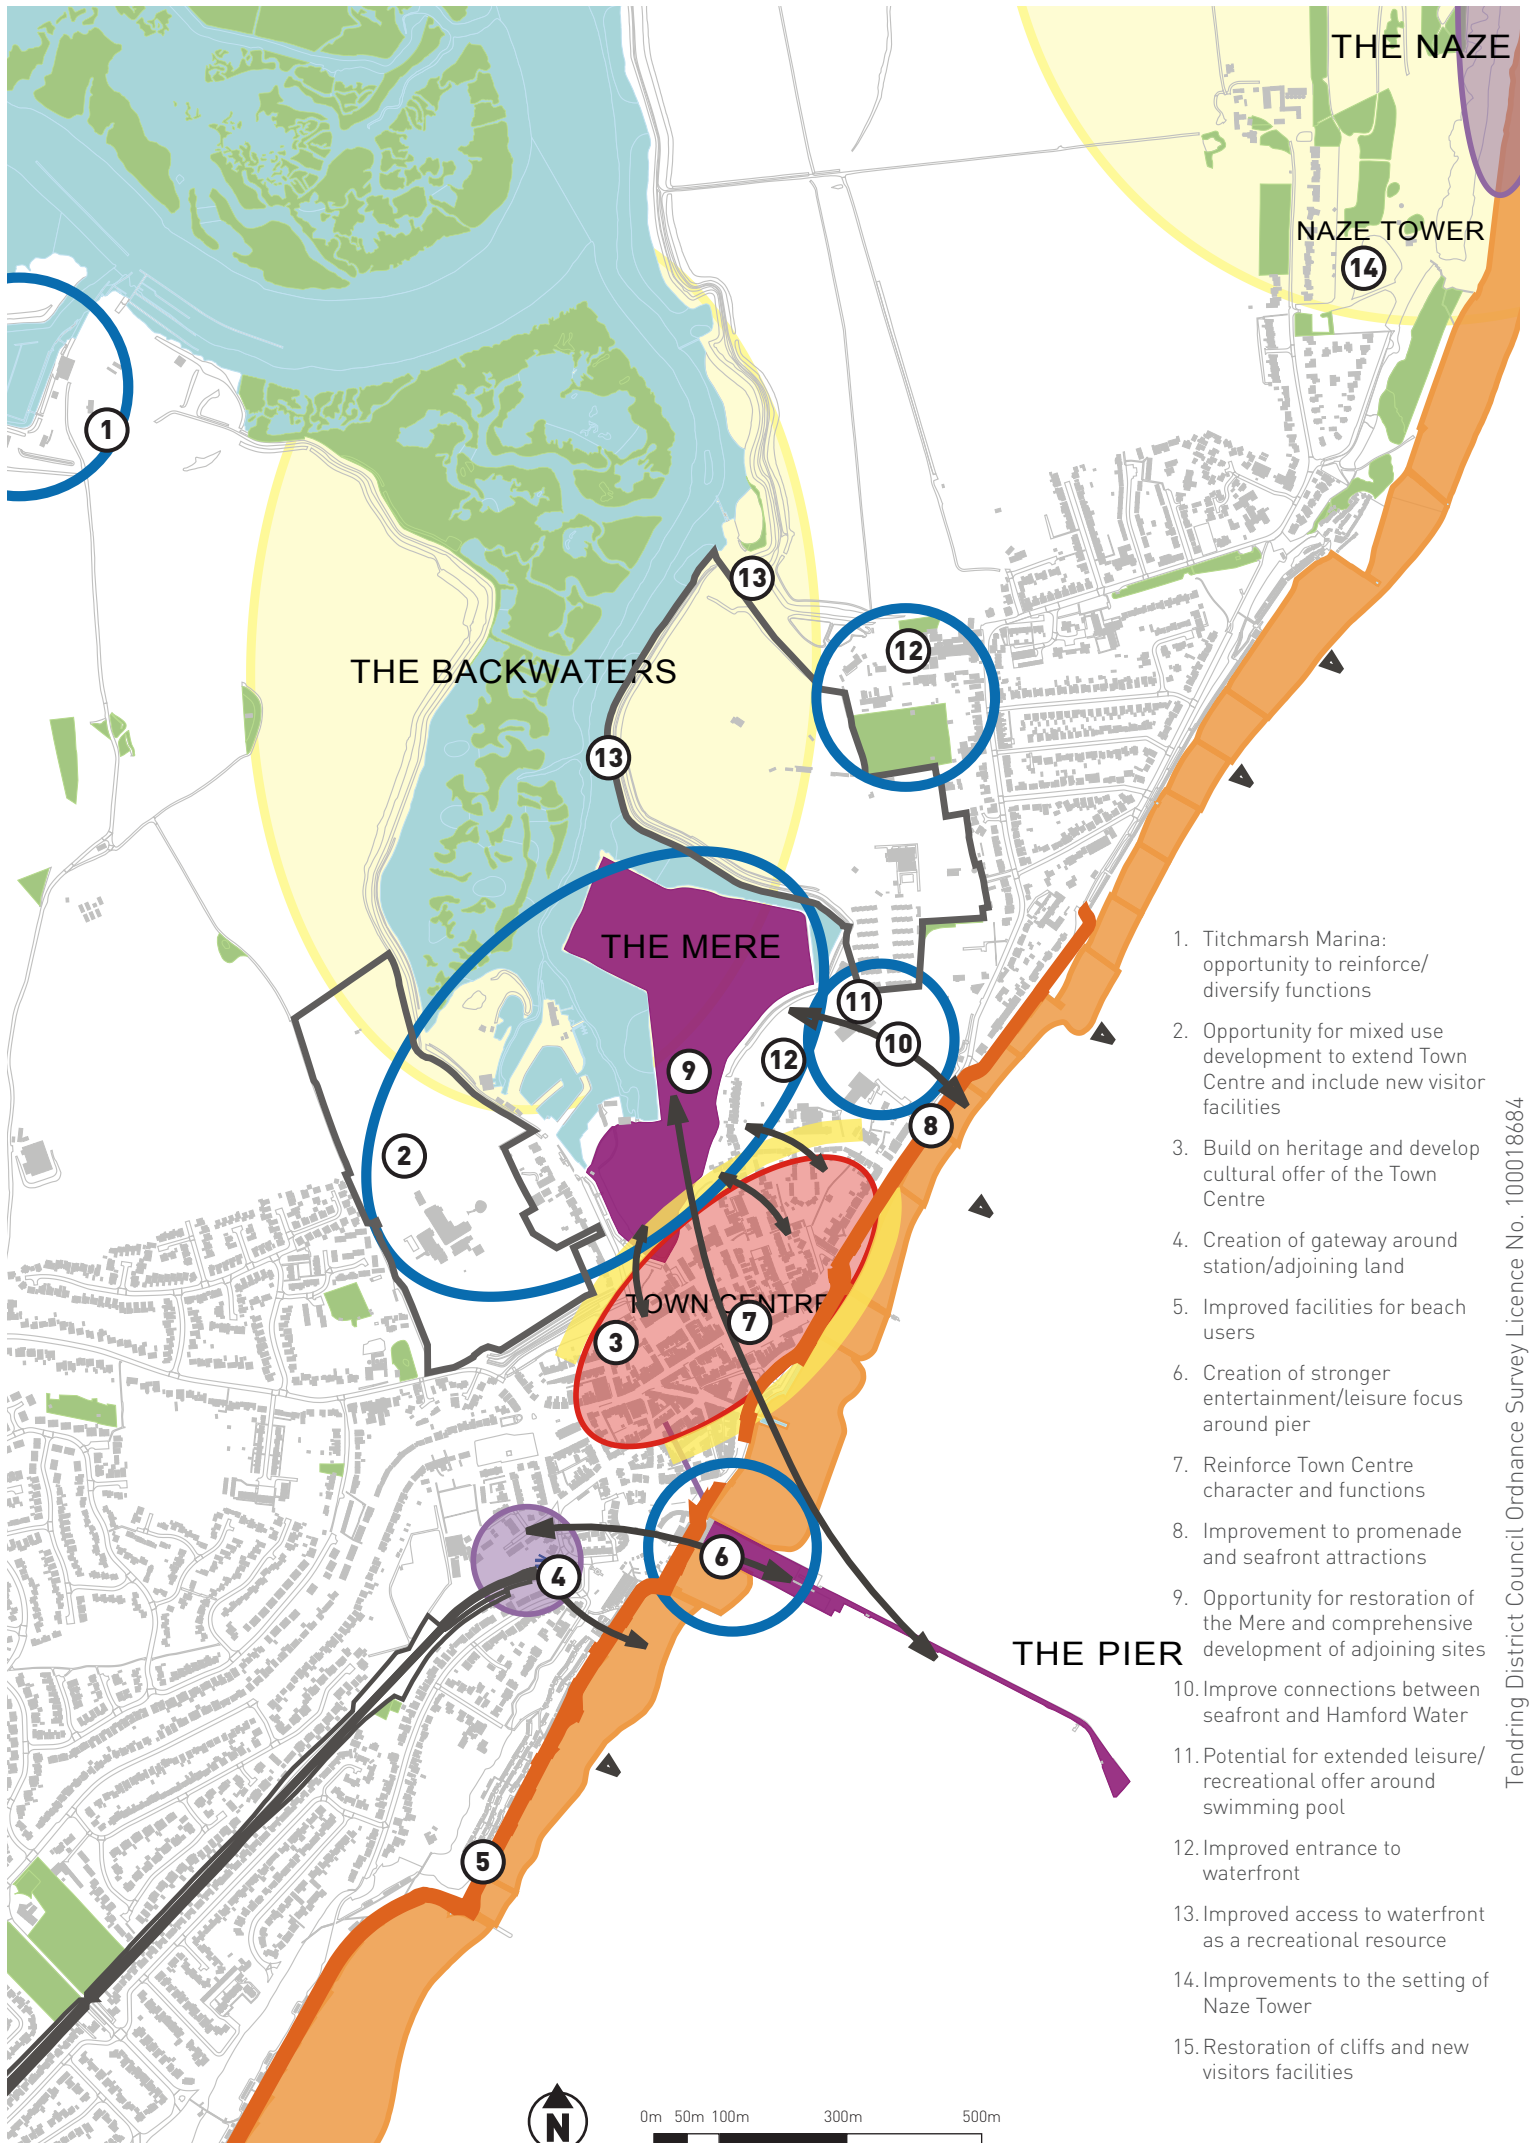 THE NAZE
NAZE TOWER
14
1
13
THE BACKWATERS
12
13
THE MERE
11
10
9
12
8
2
TOWN CENTRE
7
3
6
4
THE PIER
5
1. Titchmarsh Marina:
opportunity to reinforce/
diversify functions
2. Opportunity for mixed use
development to extend Town
Centre and include new visitor
facilities
3. Build on heritage and develop
cultural offer of the Town
Centre
4. Creation of gateway around
station/adjoining land
5. Improved facilities for beach
users
6. Creation of stronger
entertainment/leisure focus
around pier
7. Reinforce Town Centre
character and functions
8. Improvement to promenade
and seafront attractions
9. Opportunity for restoration of
the Mere and comprehensive
development of adjoining sites
10. Improve connections between
seafront and Hamford Water
11. Potential for extended leisure/
recreational offer around
swimming pool
12. Improved entrance to
waterfront
13. Improved access to waterfront
as a recreational resource
14. Improvements to the setting of
Naze Tower
15. Restoration of cliffs and new
visitors facilities
Tendring District Council Ordnance Survey Licence No. 100018684
N
0m 50m 100m 300m 500m